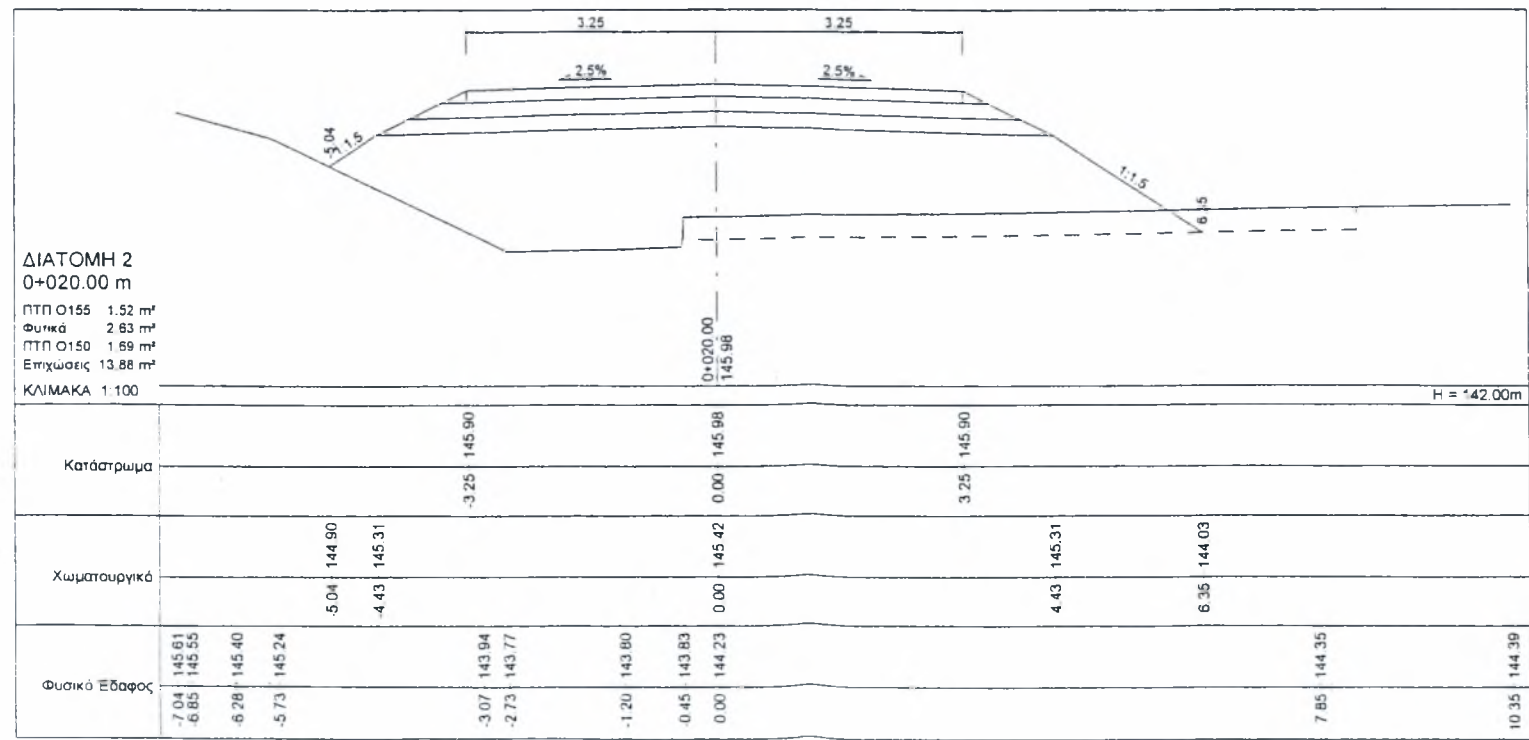 3.25 3.25
2.5% 2.5%
-5.04
1:1.5
1:1.5
6.35
ΔΙΑΤΟΜΗ 2
0+020.00 m
ΠΤΠ Ο155 1.52 m²
Φυτικά 2.63 m²
ΠΤΠ Ο150 1.69 m²
Επιχώσεις 13.88 m²
ΚΛΙΜΑΚΑ 1:100
0+020.00
145.98
H = 142.00m
Κατάστρωμα
145.90 145.98 145.90
-3.25 0.00 3.25
Χωματουργικά
144.90 145.31 145.42 145.31 144.03
-5.04 -4.43 0.00 4.43 6.35
Φυσικό Έδαφος
145.61 145.55 145.40 145.24 143.94 143.77 143.80 143.83 144.23 144.35 144.39
-7.04 -6.85 -6.28 -5.73 -3.07 -2.73 -1.20 -0.45 0.00 7.85 10.35